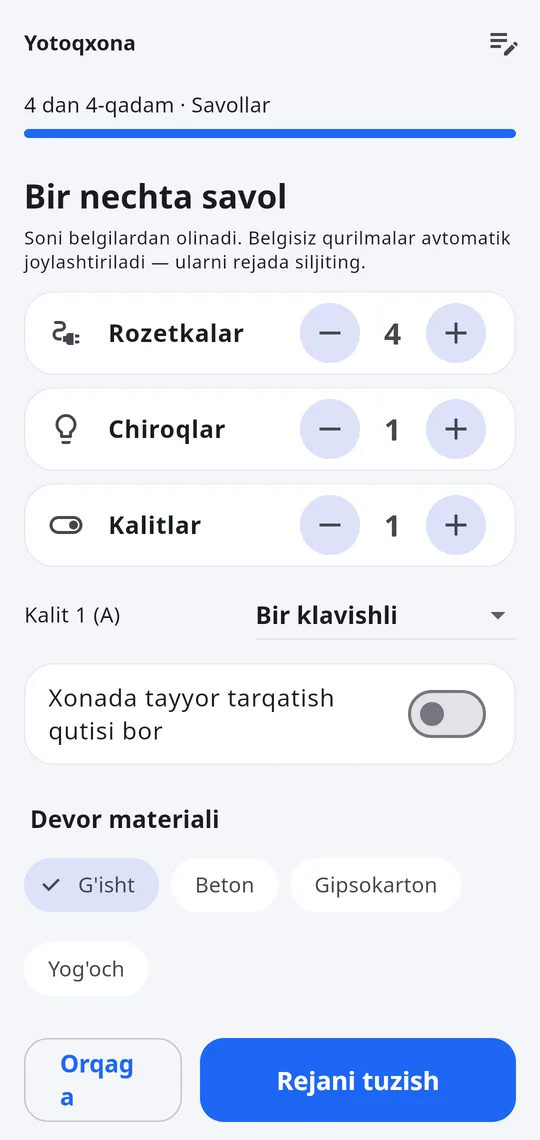 Yotoqxona
4 dan 4-qadam · Savollar
Bir nechta savol
Soni belgilardan olinadi. Belgisiz qurilmalar avtomatik
joylashtiriladi — ularni rejada siljiting.
Rozetkalar 4
Chiroqlar 1
Kalitlar 1
Kalit 1 (A) Bir klavishli
Xonada tayyor tarqatish
qutisi bor
Devor materiali
G'isht Beton Gipsokarton
Yog'och
Orqag
a
Rejani tuzish